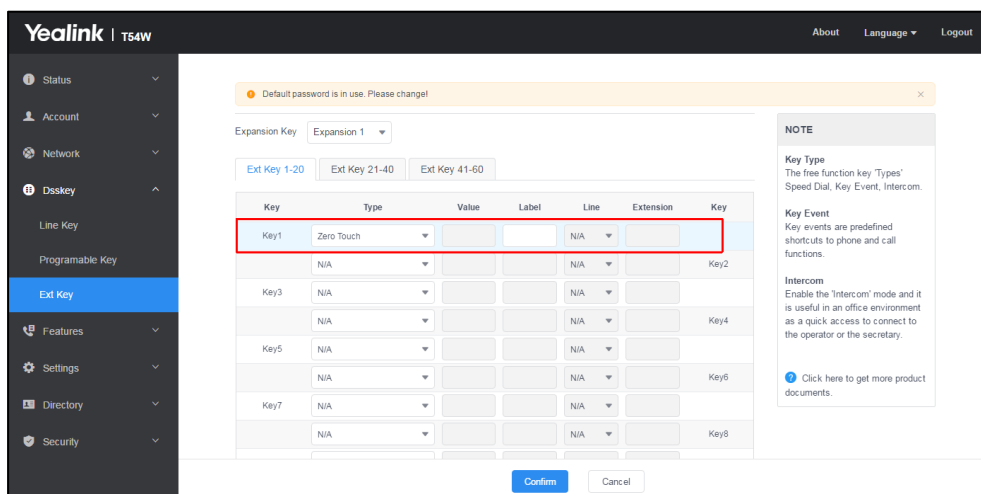 Yealink | T54W
About Language Logout
Status
Account
Network
Dsskey
Line Key
Programable Key
Ext Key
Features
Settings
Directory
Security
Default password is in use. Please change!
Expansion Key Expansion 1
Ext Key 1-20 Ext Key 21-40 Ext Key 41-60
Key Type Value Label Line Extension Key
Key1 Zero Touch N/A
N/A N/A Key2
Key3 N/A N/A
N/A N/A Key4
Key5 N/A N/A
N/A N/A Key6
Key7 N/A N/A
N/A N/A Key8
Confirm Cancel
NOTE
Key Type
The free function key 'Types'
Speed Dial, Key Event, Intercom.
Key Event
Key events are predefined
shortcuts to phone and call
functions.
Intercom
Enable the 'Intercom' mode and it
is useful in an office environment
as a quick access to connect to
the operator or the secretary.
Click here to get more product
documents.